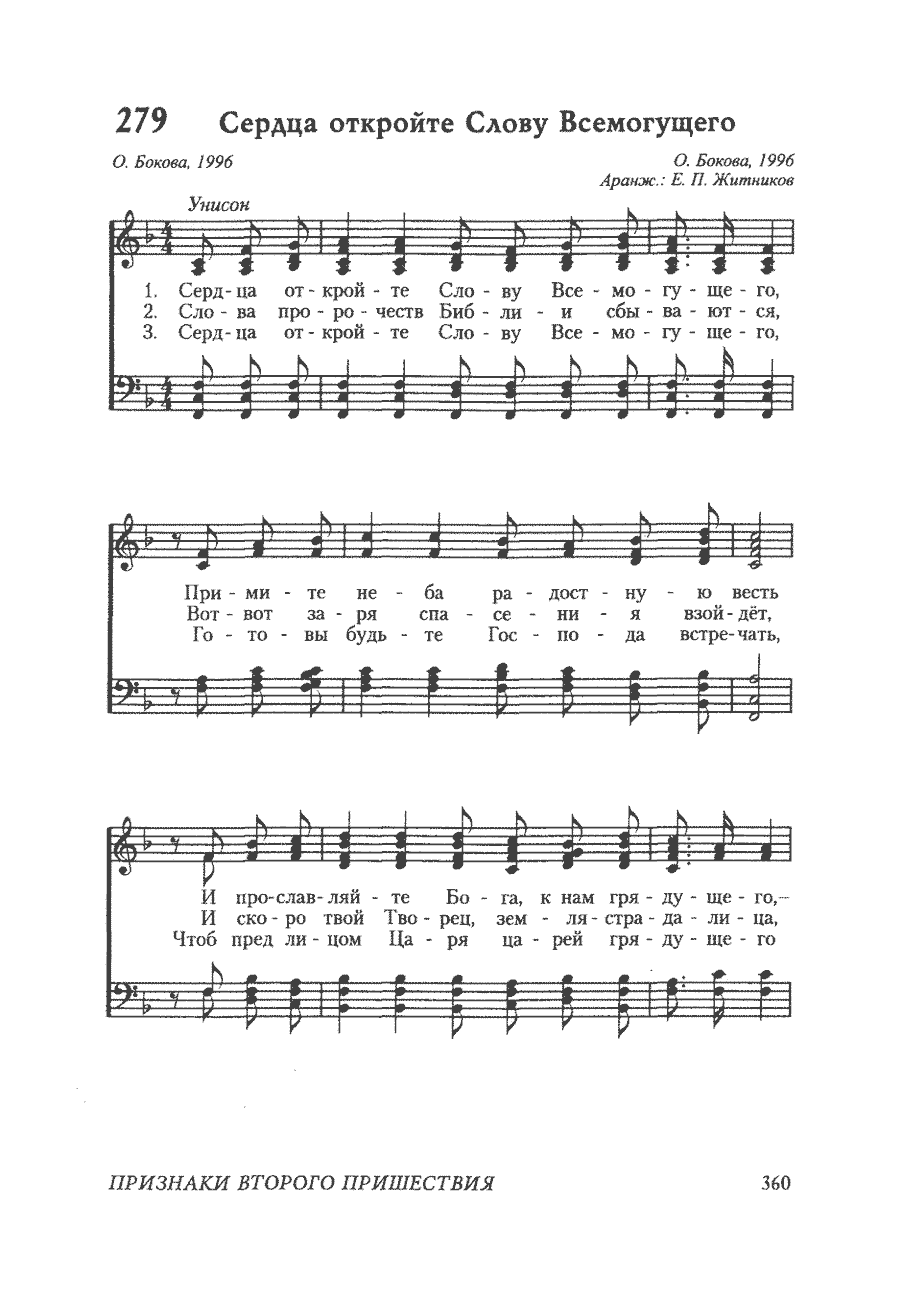 279 Сердца откройте Слову Всемогущего
О. Бокова, 1996 О. Бокова, 1996
Аранж.: Е. П. Житников
Унисон
1. Серд-ца от-крой-те Сло-ву Все-мо-гу-ще-го,
2. Сло-ва про-ро-честв Биб-ли-и сбы-ва-ют-ся,
3. Серд-ца от-крой-те Сло-ву Все-мо-гу-ще-го,
При-ми-те не-ба ра-дост-ну-ю весть
Вот-вот за-ря спа-се-ни-я взой-дёт,
Го-то-вы будь-те Гос-по-да встре-чать,
И про-слав-ляй-те Бо-га, к нам гря-ду-ще-го,–
И ско-ро твой Тво-рец, зем-ля-стра-да-ли-ца,
Чтоб пред ли-цом Ца-ря ца-рей гря-ду-ще-го
ПРИЗНАКИ ВТОРОГО ПРИШЕСТВИЯ 360